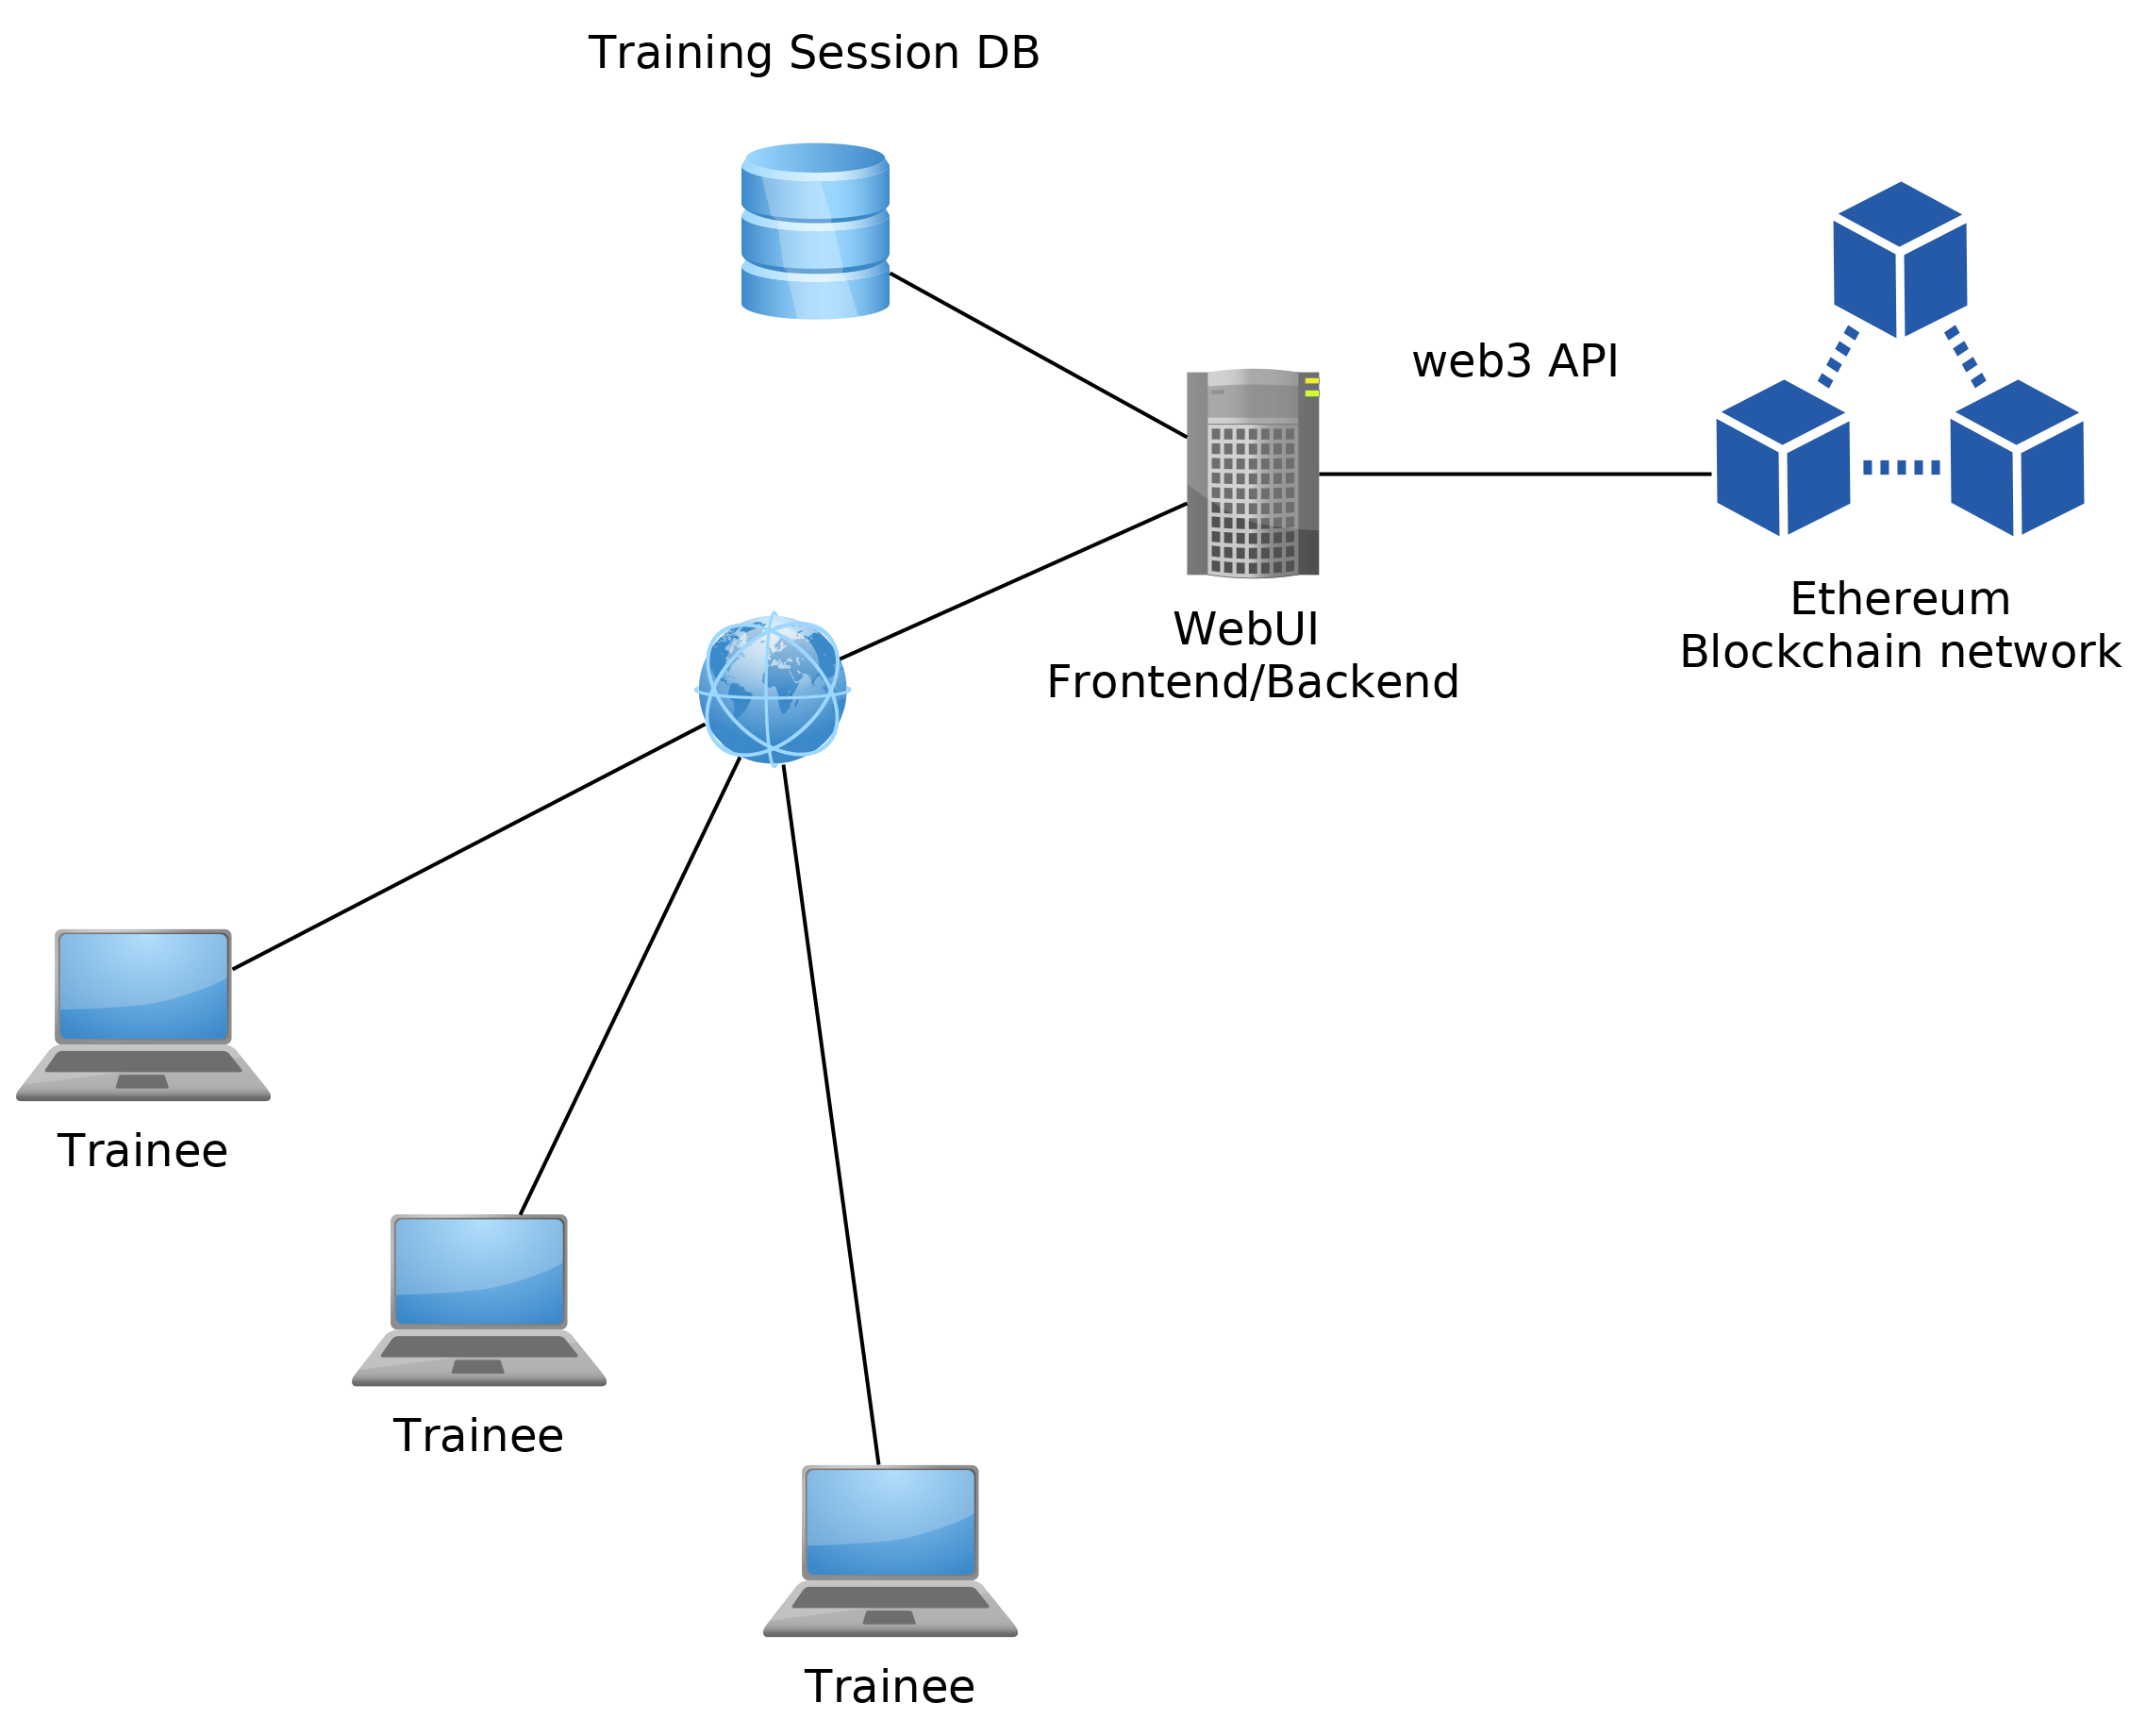 Training Session DB
web3 API
Ethereum
Blockchain network
WebUI
Frontend/Backend
Trainee
Trainee
Trainee